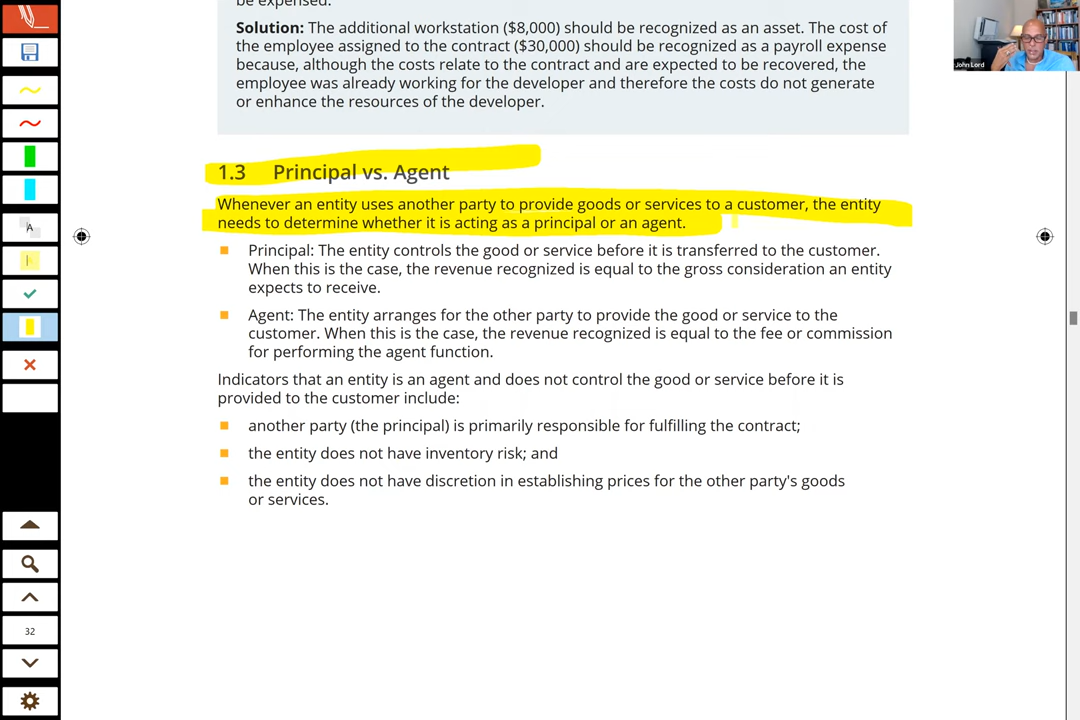 be expensed.
Solution: The additional workstation ($8,000) should be recognized as an asset. The cost of
the employee assigned to the contract ($30,000) should be recognized as a payroll expense
because, although the costs relate to the contract and are expected to be recovered, the
employee was already working for the developer and therefore the costs do not generate
or enhance the resources of the developer.
John Lord
1.3 Principal vs. Agent
Whenever an entity uses another party to provide goods or services to a customer, the entity
needs to determine whether it is acting as a principal or an agent.
Principal: The entity controls the good or service before it is transferred to the customer.
When this is the case, the revenue recognized is equal to the gross consideration an entity
expects to receive.
Agent: The entity arranges for the other party to provide the good or service to the
customer. When this is the case, the revenue recognized is equal to the fee or commission
for performing the agent function.
Indicators that an entity is an agent and does not control the good or service before it is
provided to the customer include:
another party (the principal) is primarily responsible for fulfilling the contract;
the entity does not have inventory risk; and
the entity does not have discretion in establishing prices for the other party's goods
or services.
A
32